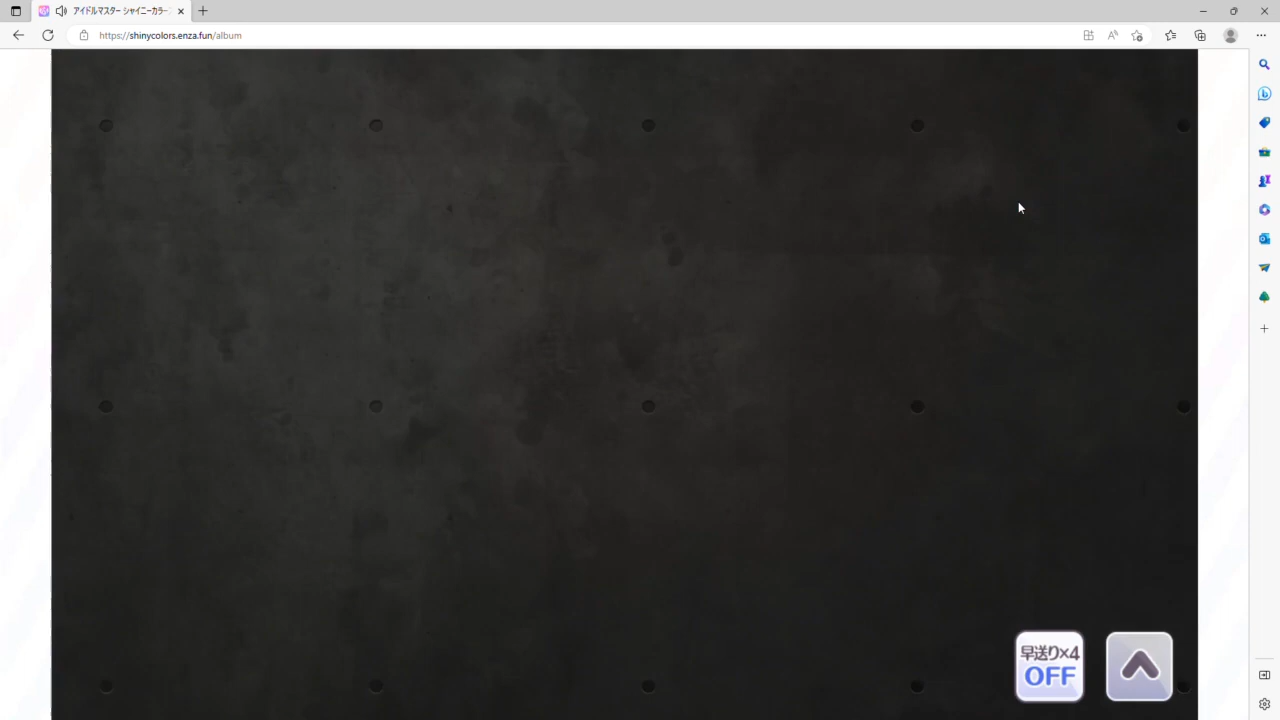 アイドルマスター シャイニーカラー
https://shinycolors.enza.fun/album
早送り×4
OFF